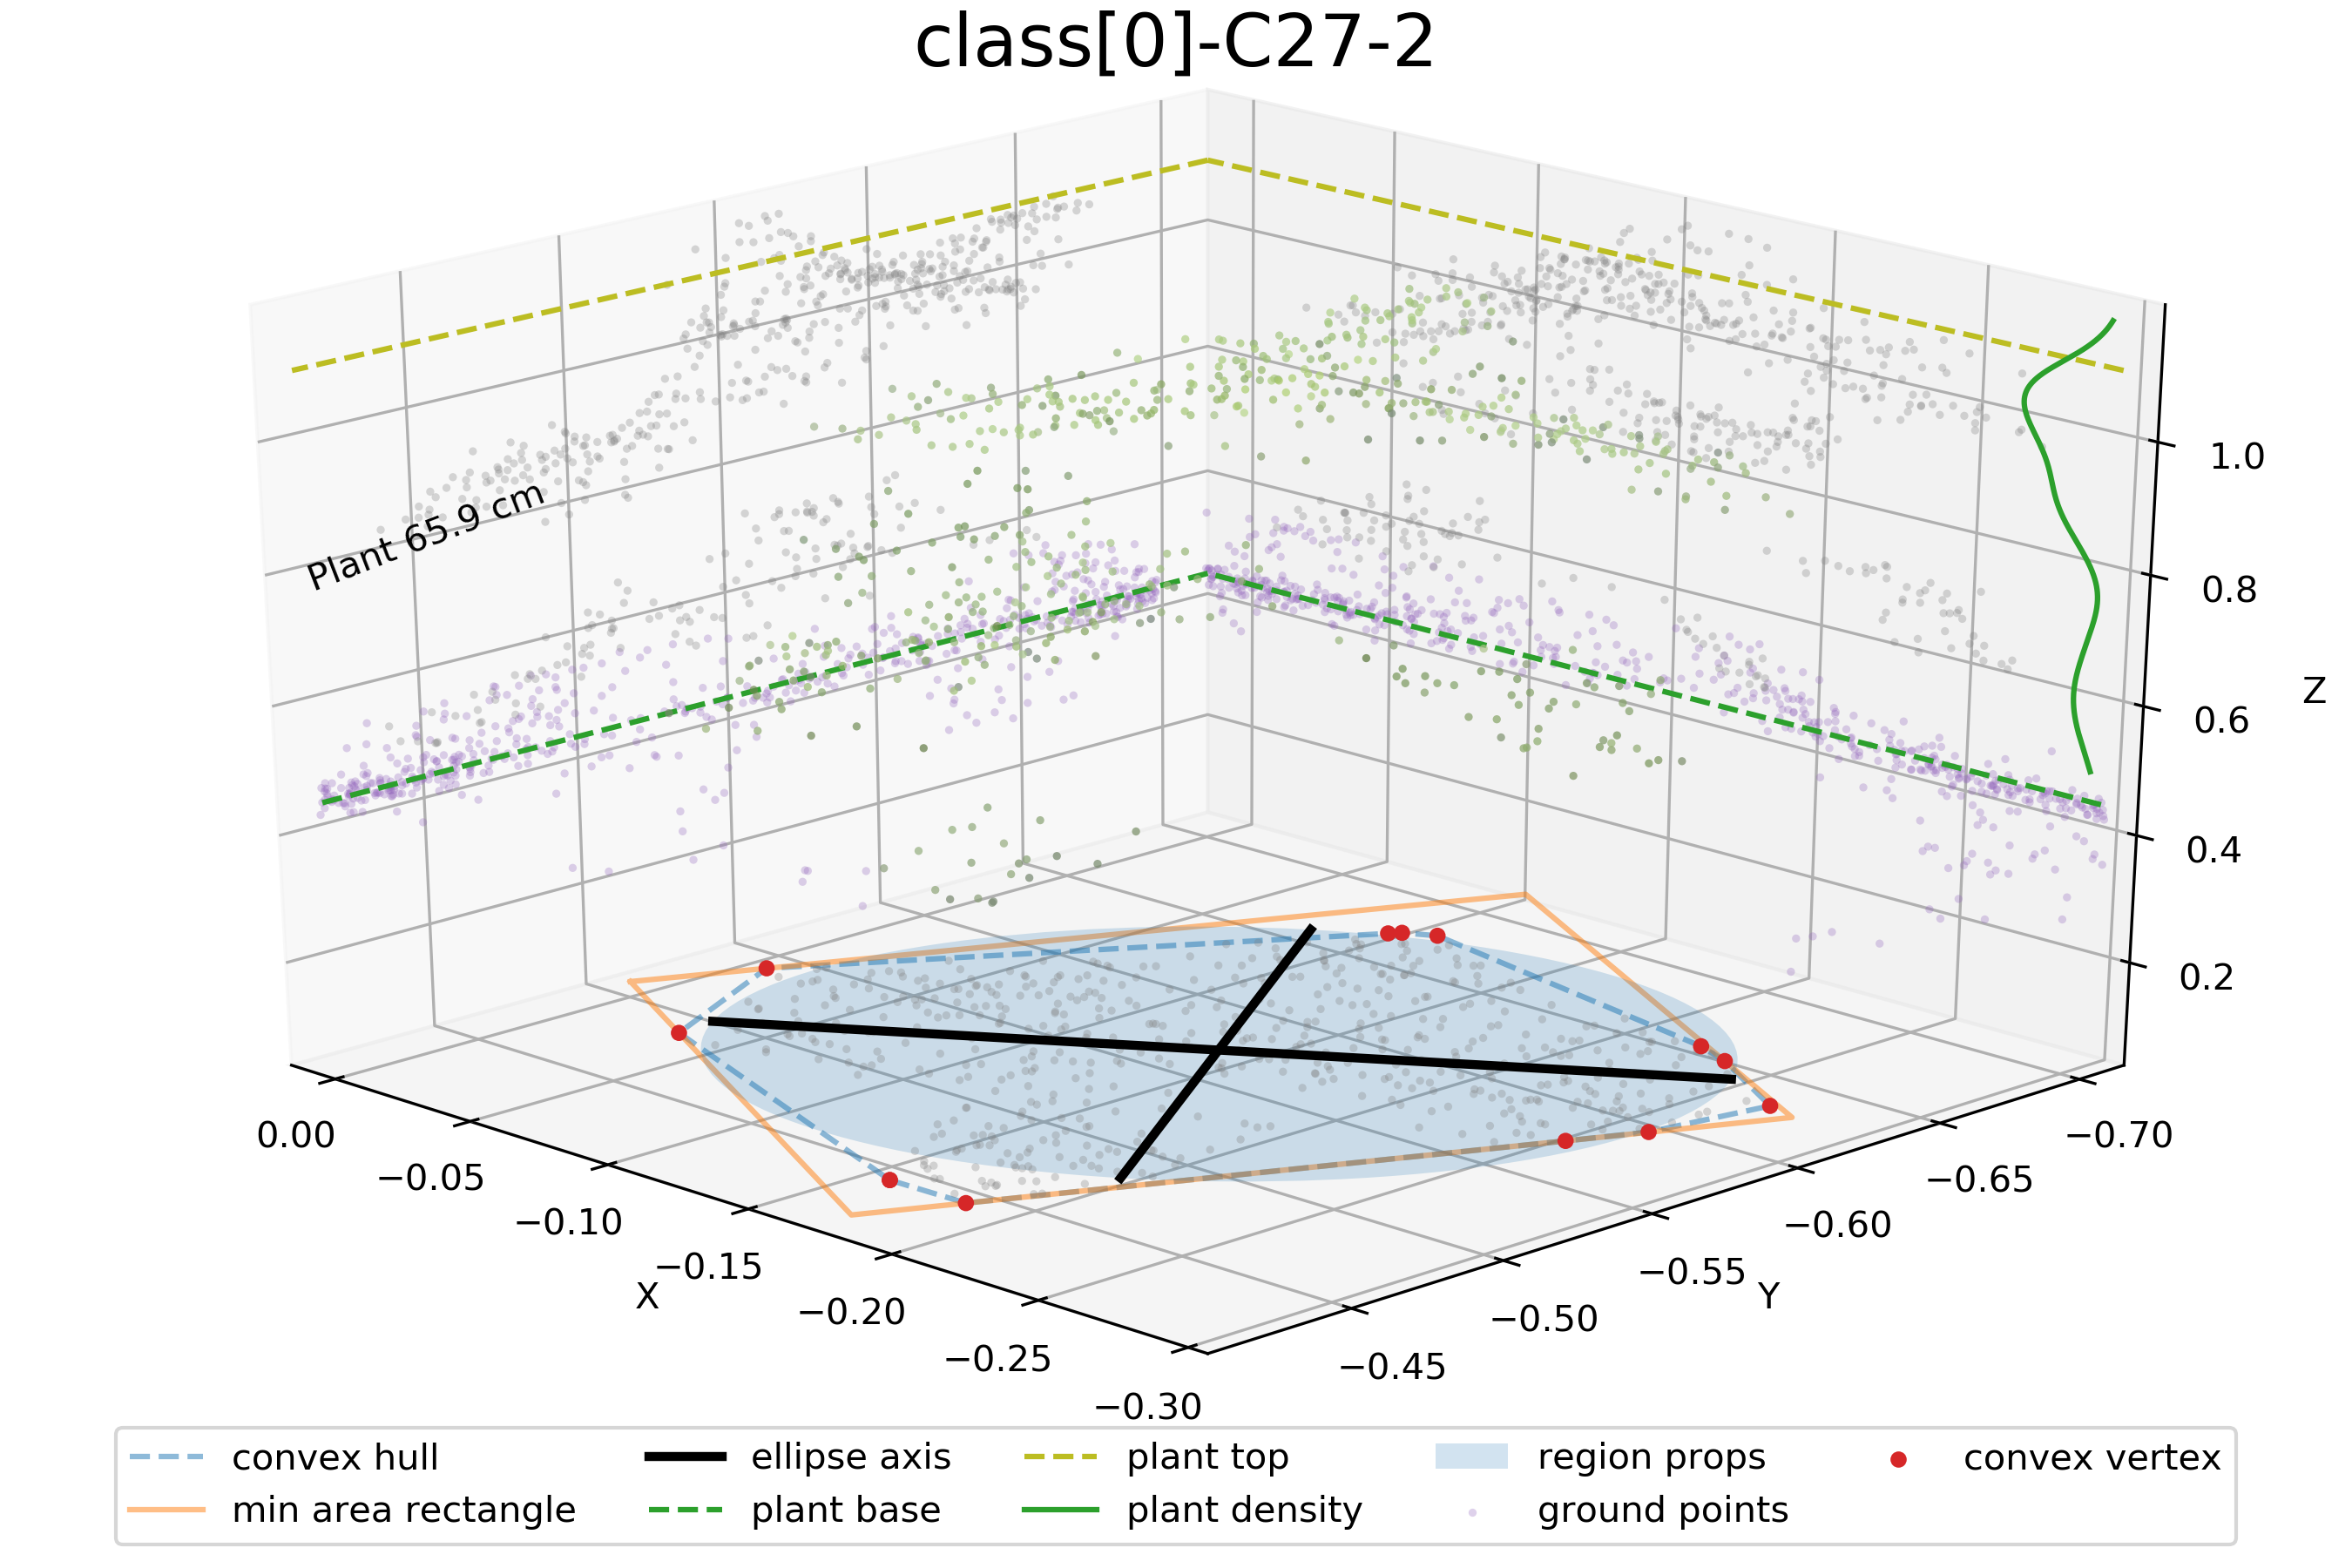 class[0]-C27-2
Plant 65.9 cm
1.0
0.8
Z
0.6
0.4
0.2
0.00
−0.05
−0.10
−0.15
−0.20
−0.25
−0.30
X
−0.70
−0.65
−0.60
−0.55
−0.50
−0.45
Y
convex hull
min area rectangle
ellipse axis
plant base
plant top
plant density
region props
ground points
convex vertex